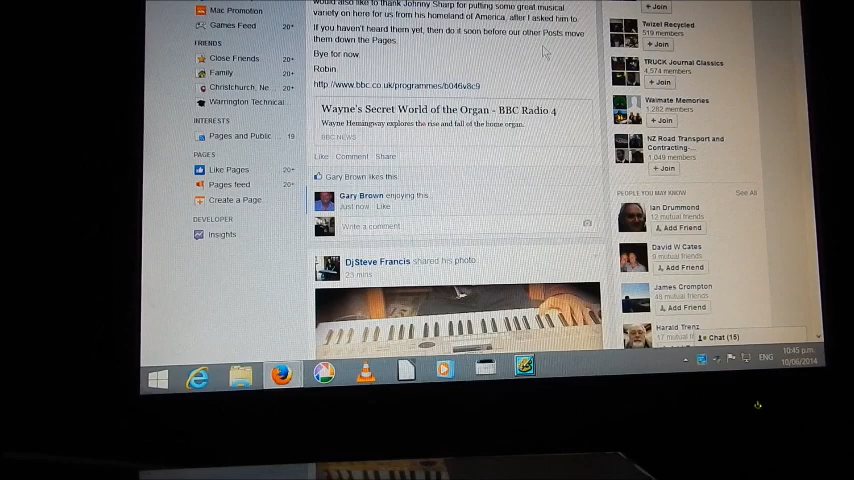 Mac Promotion
Games Feed 20+
FRIENDS
Close Friends 20+
Family 20+
Christchurch, Ne... 20+
Warrington Technical...
INTERESTS
Pages and Public ... 19
PAGES
Like Pages 20+
Pages feed 20+
Create a Page
DEVELOPER
Insights
would also like to thank Johnny Sharp for putting some great musical
variety on here for us from his homeland of America, after I asked him to
If you haven't heard them yet, then do it soon before our other Posts move
them down the Pages.
Bye for now
Robin
http://www.bbc.co.uk/programmes/b046v8c9
Wayne's Secret World of the Organ - BBC Radio 4
Wayne Hemingway explores the rise and fall of the home organ.
BBC NEWS
Like Comment Share
Gary Brown likes this.
Gary Brown enjoying this..
Just now Like
Write a comment...
DjSteve Francis shared his photo.
23 mins
+ Join
Twizel Recycled
519 members
+ Join
TRUCK Journal Classics
4,574 members
+ Join
Waimate Memories
1,282 members
+ Join
NZ Road Transport and
Contracting-...
1,049 members
+ Join
PEOPLE YOU MAY KNOW See All
Ian Drummond
12 mutual friends
Add Friend
David W Cates
9 mutual friends
Add Friend
James Crompton
48 mutual friends
Add Friend
Harald Trenz
17 mutual
Chat (15)
ENG
10:45 p.m.
10/06/2014